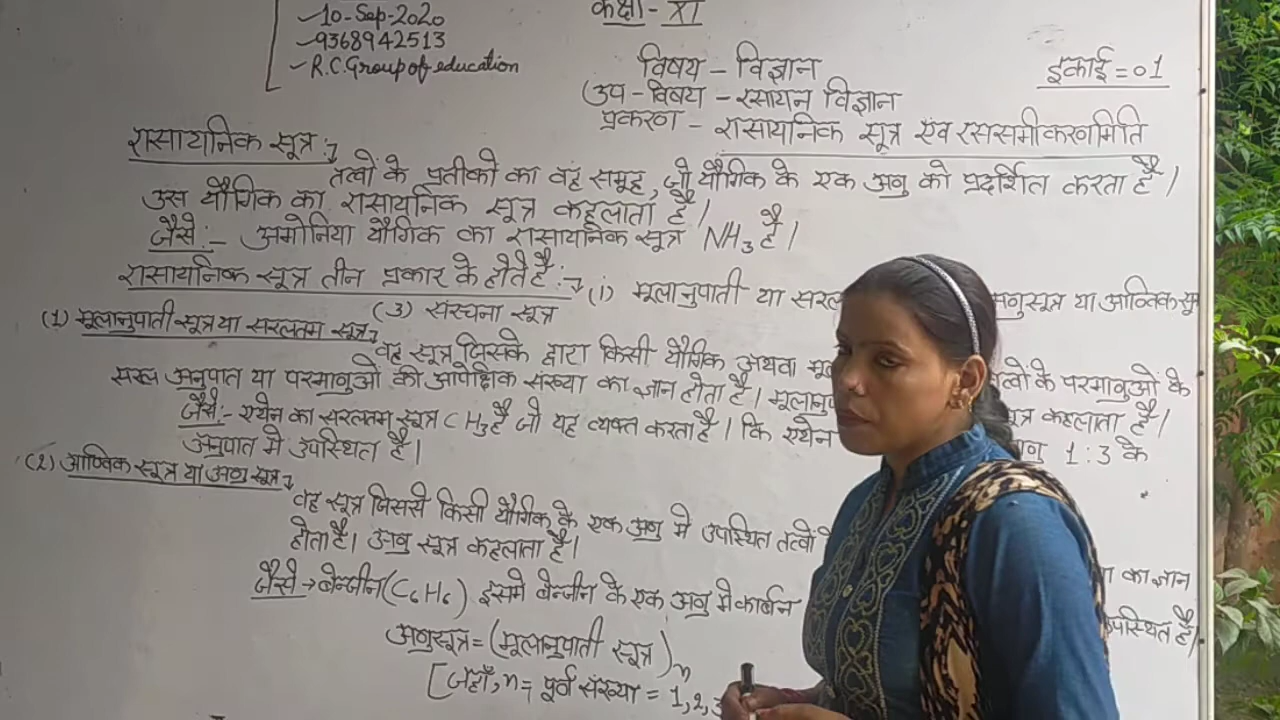 10-Sep-2020
9368942513
R.C.Group of education
कक्षा - XI
विषय - विज्ञान
इकाई = 01
उप-विषय - रसायन विज्ञान
प्रकरण - रासायनिक सूत्र एवं रससमीकरणमिति
रासायनिक सूत्र :-
तत्वों के प्रतीको का वह समूह, जो यौगिक के एक अणु को प्रदर्शित करता है।
उस यौगिक का रासायनिक सूत्र कहलाता है।
जैसे:- अमोनिया यौगिक का रासायनिक सूत्र NH₃ है।
रासायनिक सूत्र तीन प्रकार के होते है :- (i) मूलानुपाती या सरल अणुसूत्र या आण्विक सूत्र
(3) संरचना सूत्र
(1) मूलानुपाती सूत्र या सरलतम सूत्र -
वह सूत्र जिसके द्वारा किसी यौगिक अथवा के परमाणुओं के
सरल अनुपात या परमाणुओं की आपेक्षिक संख्या का ज्ञान होता है। मूलानुपा सूत्र कहलाता है।
जैसे:- एथेन का सरलतम सूत्र CH₃ है जो यह व्यक्त करता है। कि एथेन 1:3 के
अनुपात मे उपस्थित है।
(2) आण्विक सूत्र या अणु सूत्र -
वह सूत्र जिससे किसी यौगिक के एक अणु मे उपस्थित तत्वों का ज्ञान
होता है। अणु सूत्र कहलाता है।
जैसे → बेन्जीन (C₆H₆) इसमे बेन्जीन के एक अणु मे कार्बन उपस्थित है।
अणुसूत्र = (मूलानुपाती सूत्र)n
[जहाँ, n = पूर्ण संख्या = 1, 2, 3